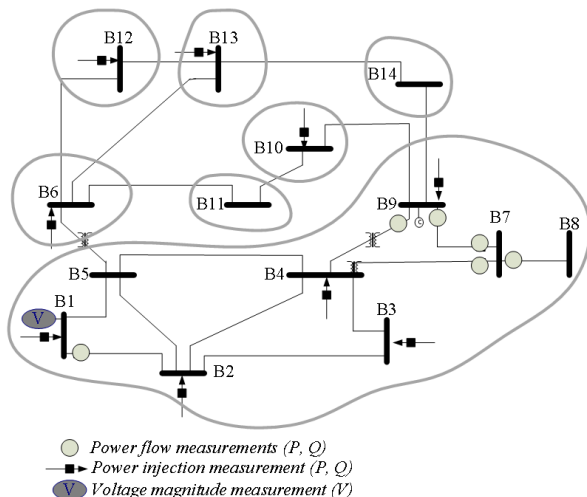 B12
B13
B14
B10
B6
B11
B9
B7
B8
B5
B4
B1
B3
V
B2
Power flow measurements (P, Q)
Power injection measurement (P, Q)
V Voltage magnitude measurement (V)